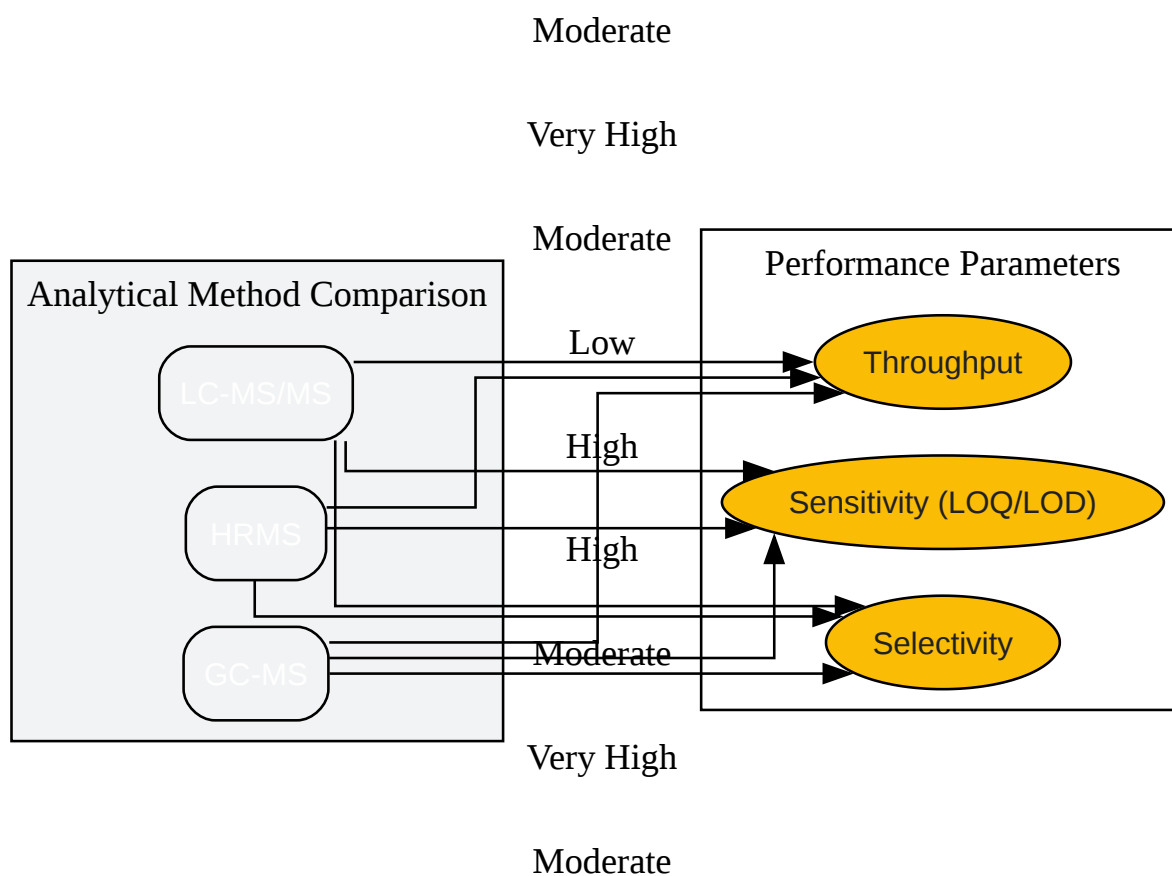 Moderate
Very High
Moderate
Performance Parameters
Analytical Method Comparison
Low
Throughput
LC-MS/MS
High
Sensitivity (LOQ/LOD)
HRMS
High
Selectivity
Moderate
GC-MS
Very High
Moderate